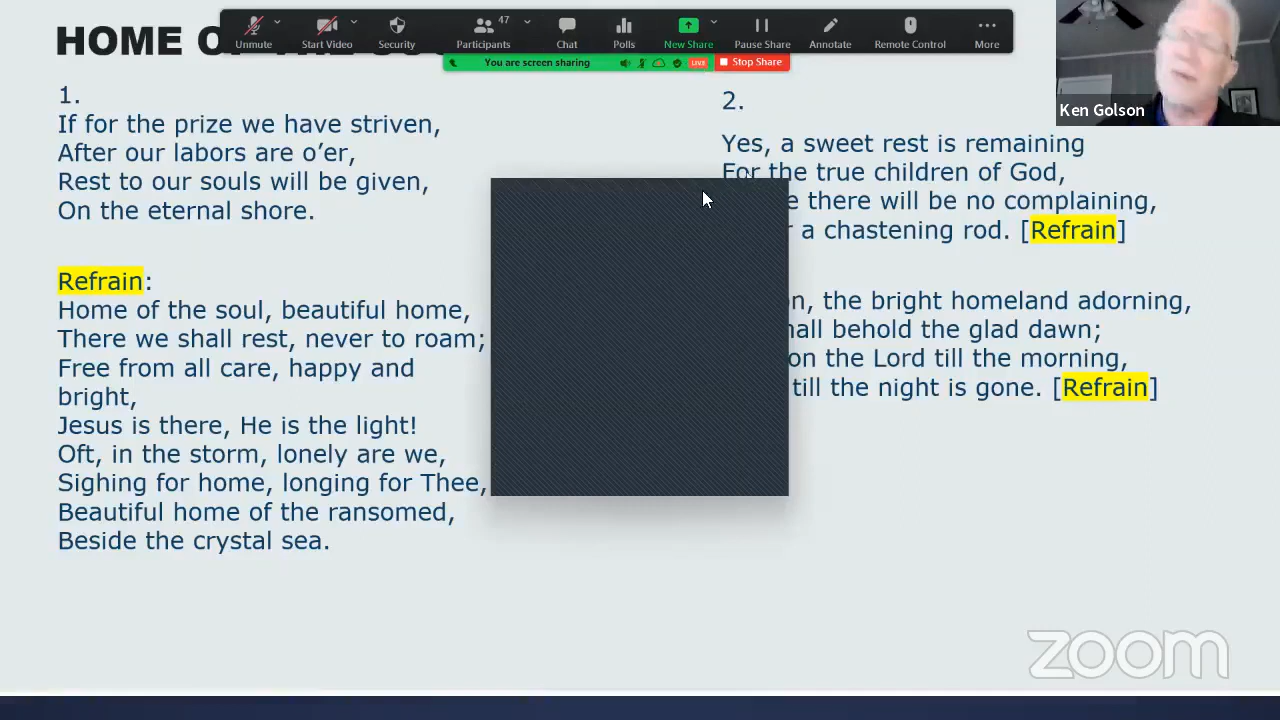 HOME O
47
Unmute
Start Video
Security
Participants
Chat
Polls
New Share
Pause Share
Annotate
Remote Control
More
You are screen sharing
LIVE
Stop Share
Ken Golson
1.
If for the prize we have striven,
After our labors are o’er,
Rest to our souls will be given,
On the eternal shore.
Refrain:
Home of the soul, beautiful home,
There we shall rest, never to roam;
Free from all care, happy and
bright,
Jesus is there, He is the light!
Oft, in the storm, lonely are we,
Sighing for home, longing for Thee,
Beautiful home of the ransomed,
Beside the crystal sea.
2.
Yes, a sweet rest is remaining
For the true children of God,
there will be no complaining,
a chastening rod. [Refrain]
the bright homeland adorning,
behold the glad dawn;
on the Lord till the morning,
till the night is gone. [Refrain]
zoom